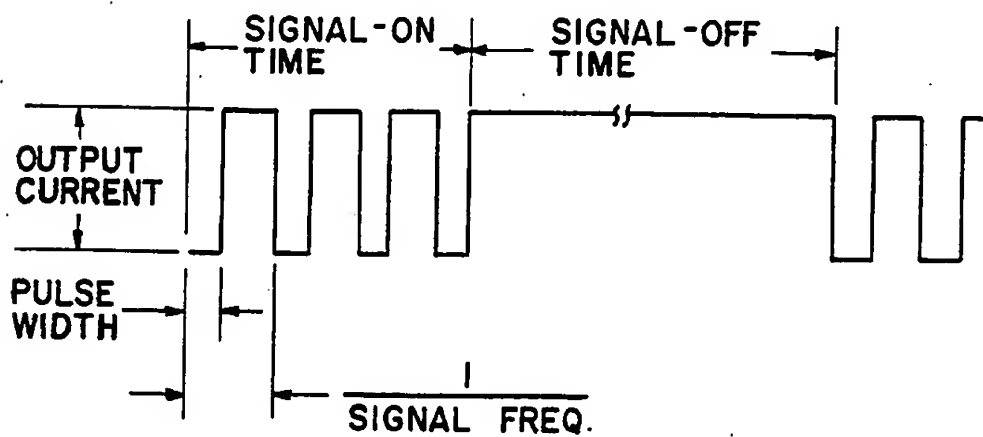 SIGNAL-ON
TIME
SIGNAL-OFF
TIME
OUTPUT
CURRENT
PULSE
WIDTH
1
SIGNAL FREQ.